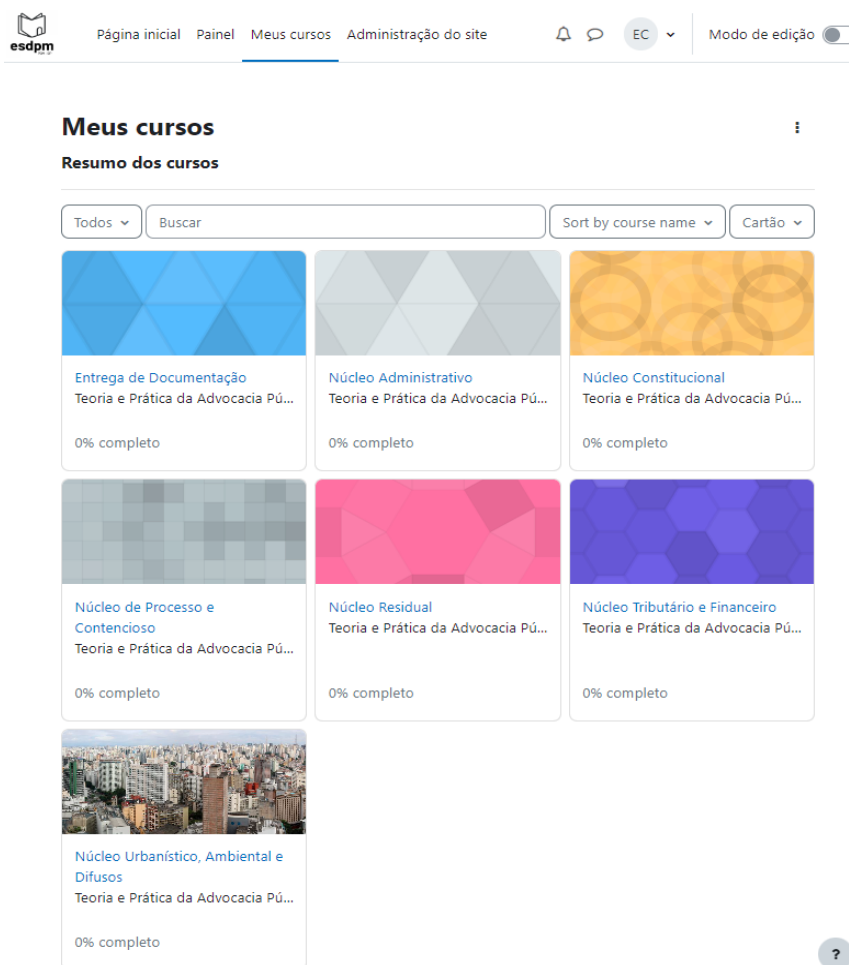 esdpm
Página inicial Painel Meus cursos Administração do site EC Modo de edição
Meus cursos
Resumo dos cursos
Todos Buscar Sort by course name Cartão
Entrega de Documentação
Teoria e Prática da Advocacia Pú...
0% completo
Núcleo Administrativo
Teoria e Prática da Advocacia Pú...
0% completo
Núcleo Constitucional
Teoria e Prática da Advocacia Pú...
0% completo
Núcleo de Processo e
Contencioso
Teoria e Prática da Advocacia Pú...
0% completo
Núcleo Residual
Teoria e Prática da Advocacia Pú...
0% completo
Núcleo Tributário e Financeiro
Teoria e Prática da Advocacia Pú...
0% completo
Núcleo Urbanístico, Ambiental e
Difusos
Teoria e Prática da Advocacia Pú...
0% completo
?